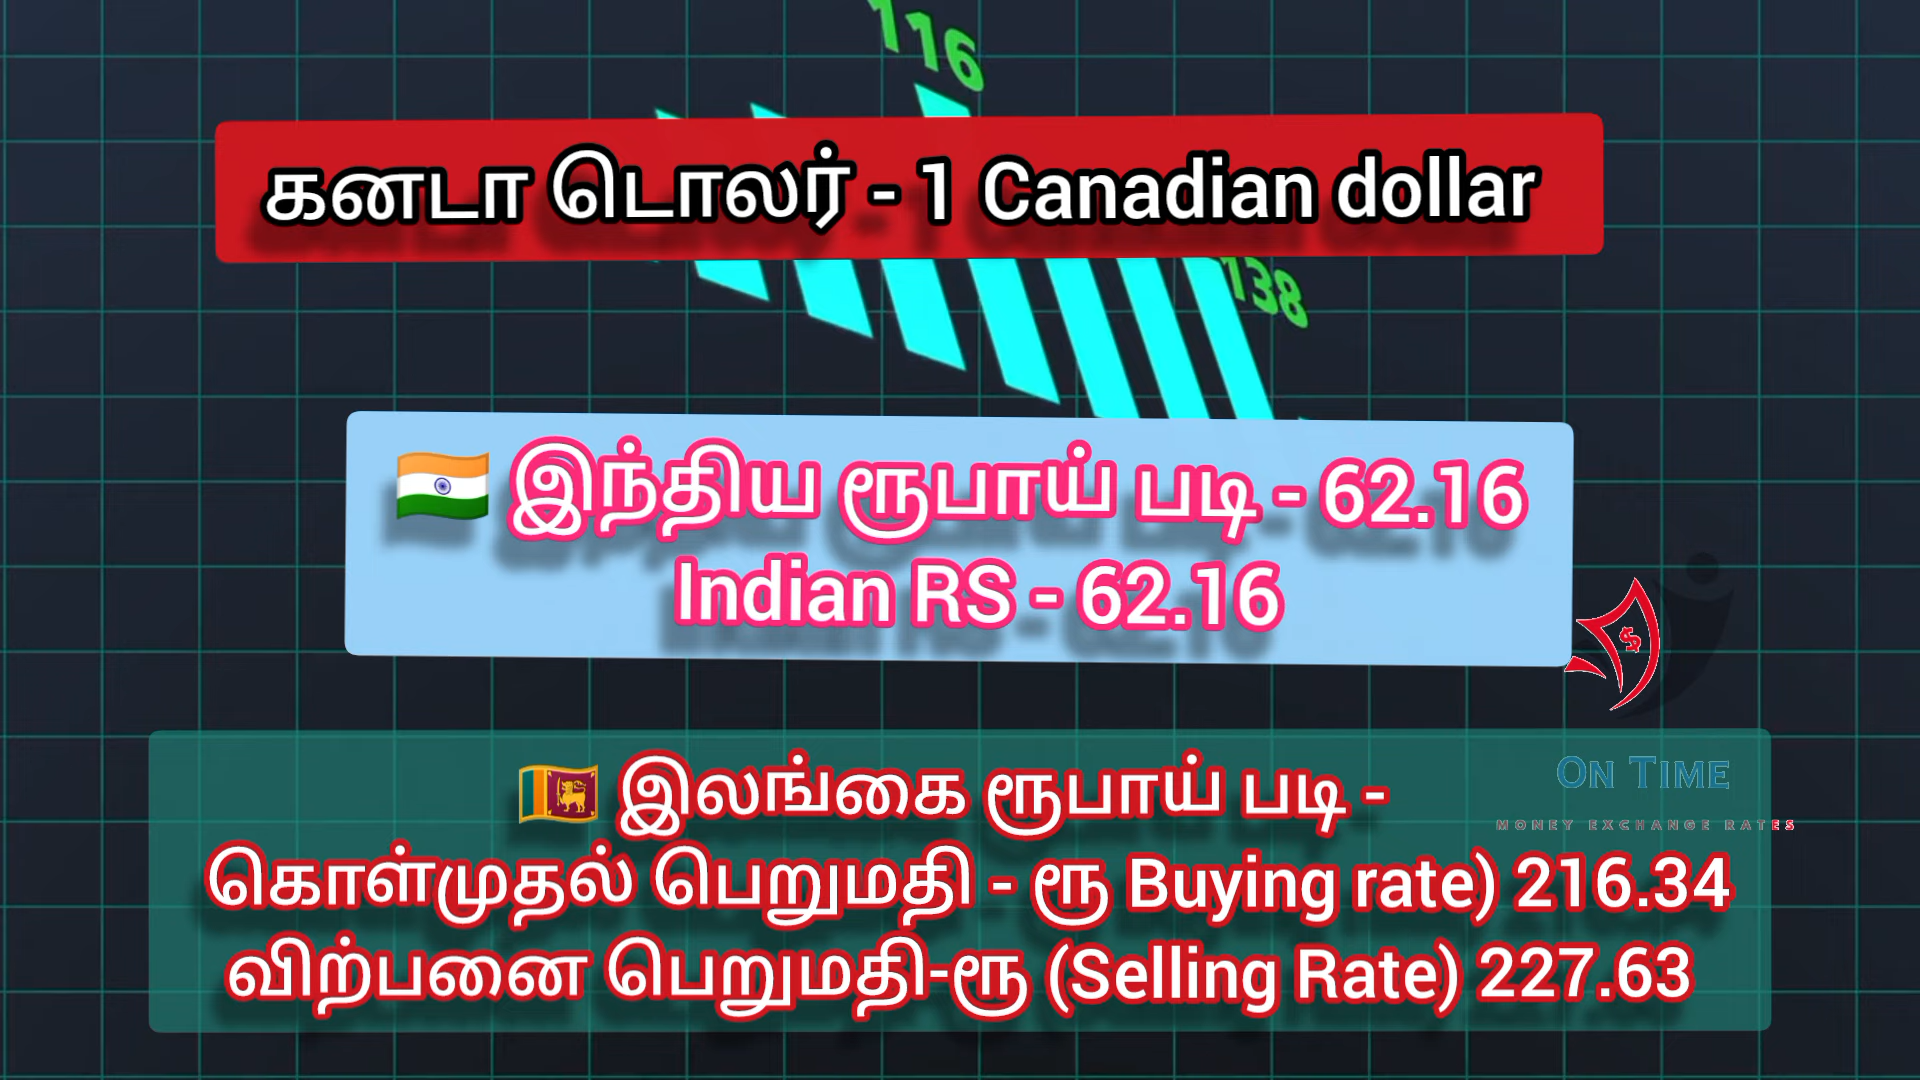 116
கனடா டொலர் - 1 Canadian dollar
138
இந்திய ரூபாய் படி - 62.16
Indian RS - 62.16
இலங்கை ரூபாய் படி -
ON TIME
MONEY EXCHANGE RATES
கொள்முதல் பெறுமதி - ரூ Buying rate) 216.34
விற்பனை பெறுமதி-ரூ (Selling Rate) 227.63